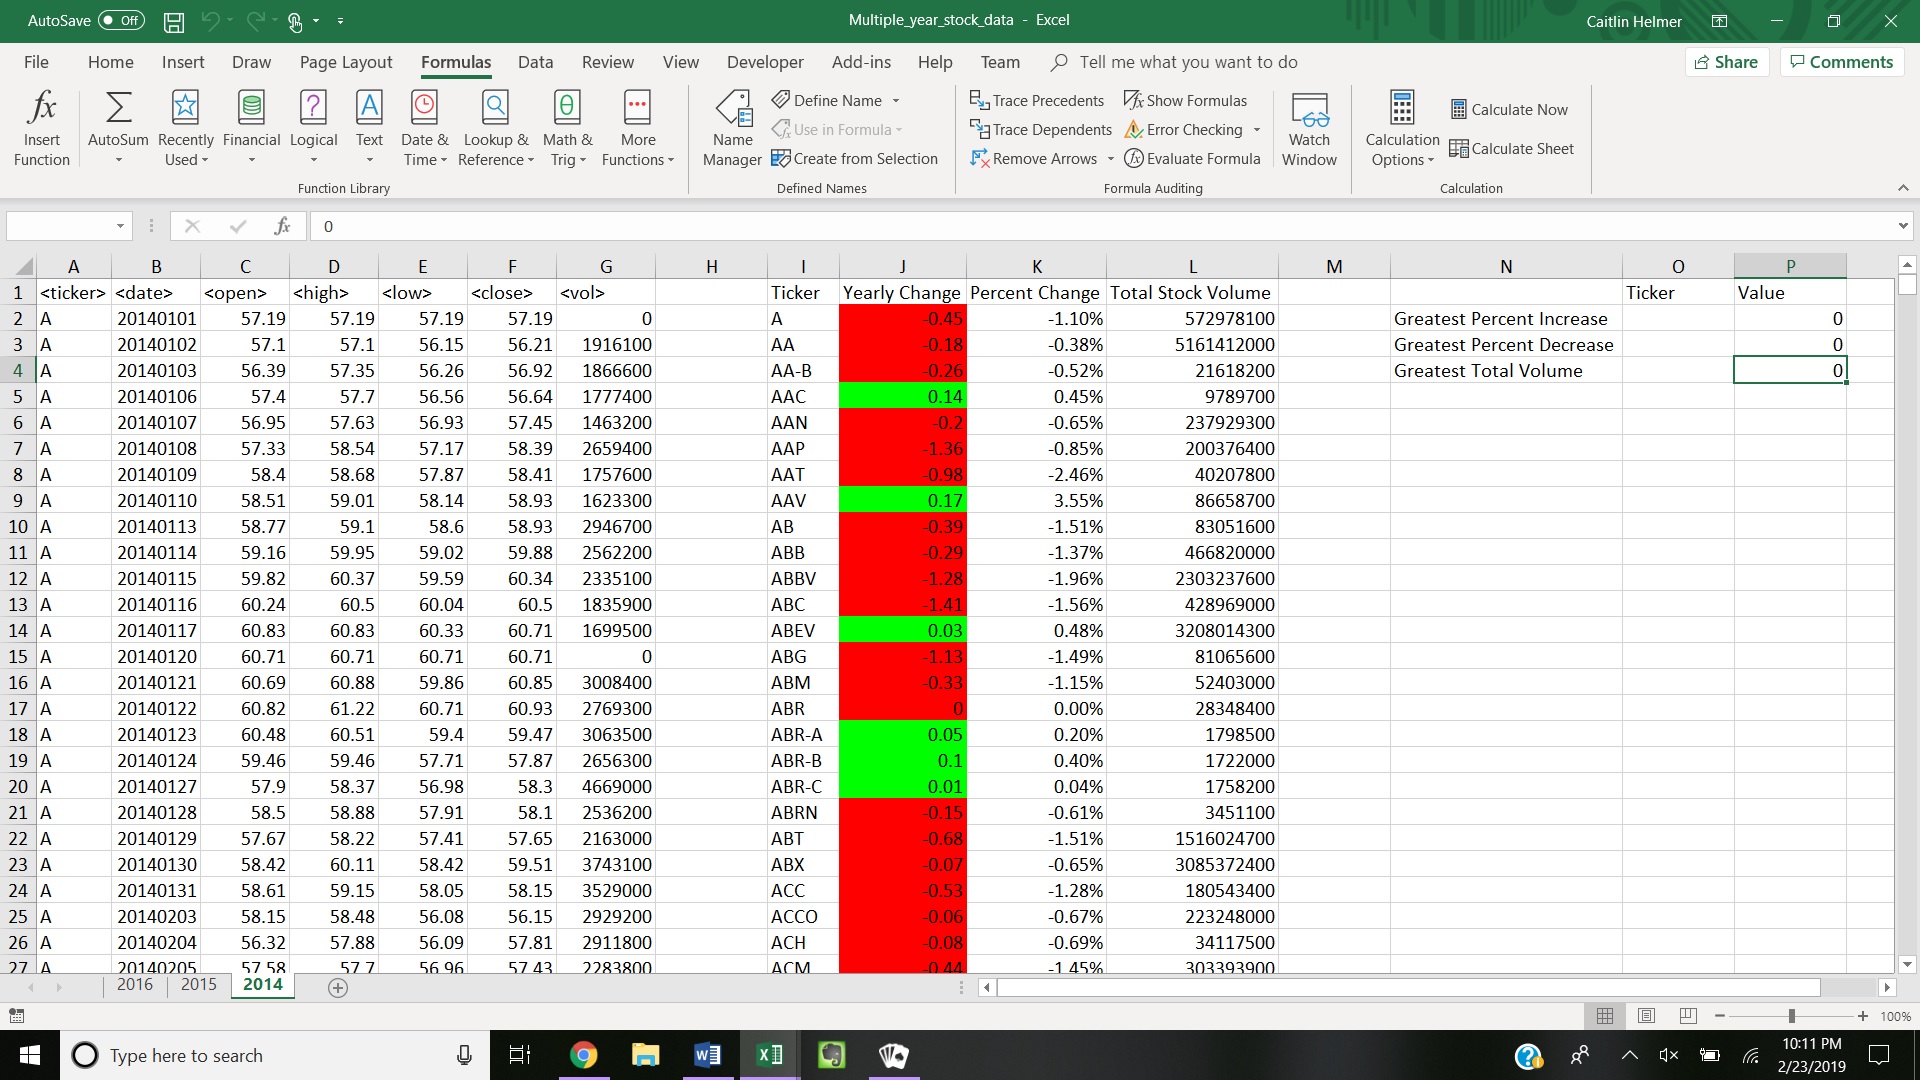 AutoSave Off Multiple_year_stock_data - Excel Caitlin Helmer
File Home Insert Draw Page Layout Formulas Data Review View Developer Add-ins Help Team Tell me what you want to do Share Comments
Insert Function
AutoSum
Recently Used
Financial
Logical
Text
Date & Time
Lookup & Reference
Math & Trig
More Functions
Function Library
Name Manager
Define Name
Use in Formula
Create from Selection
Defined Names
Trace Precedents
Trace Dependents
Remove Arrows
Show Formulas
Error Checking
Evaluate Formula
Formula Auditing
Watch Window
Calculation Options
Calculate Now
Calculate Sheet
Calculation
fx 0
A B C D E F G H I J K L M N O P
1 <ticker> <date> <open> <high> <low> <close> <vol> Ticker Yearly Change Percent Change Total Stock Volume Ticker Value
2 A 20140101 57.19 57.19 57.19 57.19 0 A -0.45 -1.10% 572978100 Greatest Percent Increase 0
3 A 20140102 57.1 57.1 56.15 56.21 1916100 AA -0.18 -0.38% 5161412000 Greatest Percent Decrease 0
4 A 20140103 56.39 57.35 56.26 56.92 1866600 AA-B -0.26 -0.52% 21618200 Greatest Total Volume 0
5 A 20140106 57.4 57.7 56.56 56.64 1777400 AAC 0.14 0.45% 9789700
6 A 20140107 56.95 57.63 56.93 57.45 1463200 AAN -0.2 -0.65% 237929300
7 A 20140108 57.33 58.54 57.17 58.39 2659400 AAP -1.36 -0.85% 200376400
8 A 20140109 58.4 58.68 57.87 58.41 1757600 AAT -0.98 -2.46% 40207800
9 A 20140110 58.51 59.01 58.14 58.93 1623300 AAV 0.17 3.55% 86658700
10 A 20140113 58.77 59.1 58.6 58.93 2946700 AB -0.39 -1.51% 83051600
11 A 20140114 59.16 59.95 59.02 59.88 2562200 ABB -0.29 -1.37% 466820000
12 A 20140115 59.82 60.37 59.59 60.34 2335100 ABBV -1.28 -1.96% 2303237600
13 A 20140116 60.24 60.5 60.04 60.5 1835900 ABC -1.41 -1.56% 428969000
14 A 20140117 60.83 60.83 60.33 60.71 1699500 ABEV 0.03 0.48% 3208014300
15 A 20140120 60.71 60.71 60.71 60.71 0 ABG -1.13 -1.49% 81065600
16 A 20140121 60.69 60.88 59.86 60.85 3008400 ABM -0.33 -1.15% 52403000
17 A 20140122 60.82 61.22 60.71 60.93 2769300 ABR 0 0.00% 28348400
18 A 20140123 60.48 60.51 59.4 59.47 3063500 ABR-A 0.05 0.20% 1798500
19 A 20140124 59.46 59.46 57.71 57.87 2656300 ABR-B 0.1 0.40% 1722000
20 A 20140127 57.9 58.37 56.98 58.3 4669000 ABR-C 0.01 0.04% 1758200
21 A 20140128 58.5 58.88 57.91 58.1 2536200 ABRN -0.15 -0.61% 3451100
22 A 20140129 57.67 58.22 57.41 57.65 2163000 ABT -0.68 -1.51% 1516024700
23 A 20140130 58.42 60.11 58.42 59.51 3743100 ABX -0.07 -0.65% 3085372400
24 A 20140131 58.61 59.15 58.05 58.15 3529000 ACC -0.53 -1.28% 180543400
25 A 20140203 58.15 58.48 56.08 56.15 2929200 ACCO -0.06 -0.67% 223248000
26 A 20140204 56.32 57.88 56.09 57.81 2911800 ACH -0.08 -0.69% 34117500
27 A 20140205 57.58 57.7 56.96 57.43 2283800 ACM -0.44 -1.45% 303393900
2016 2015 2014
100%
Type here to search
10:11 PM
2/23/2019